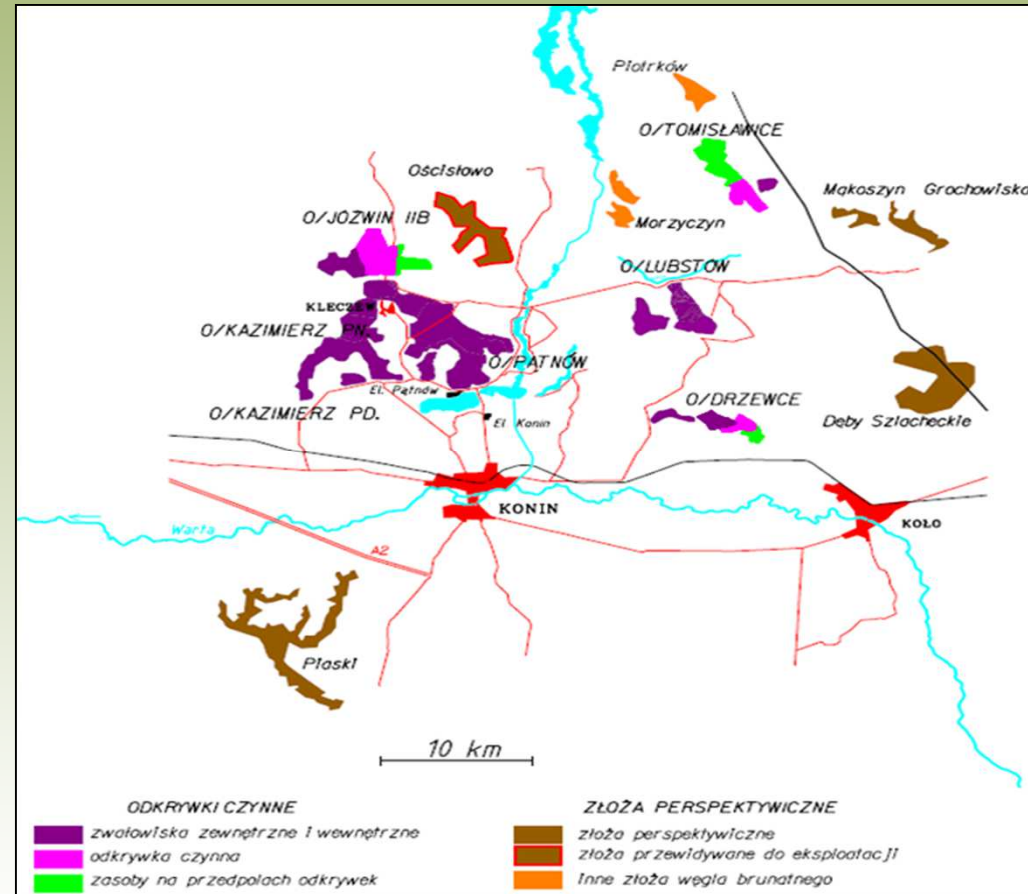 Piotrków
O/TOMISŁAWICE
Ościsłowo
Mąkoszyn Grochowiska
O/JÓZWIN IIB
Morzyczyn
O/LUBSTÓW
KLECZEW
O/KAZIMIERZ PN.
O/PĄTNÓW
El. Pątnów
O/KAZIMIERZ PD.
O/DRZEWCE
El. Konin
Dęby Szlacheckie
KONIN
KOŁO
Warta
A2
Piaski
10 km
ODKRYWKI CZYNNE
zwałowiska zewnętrzne i wewnętrzne
odkrywka czynna
zasoby na przedpolach odkrywek
ZŁOŻA PERSPEKTYWICZNE
złoża perspektywiczne
złoża przewidywane do eksploatacji
Inne złoża węgla brunatnego